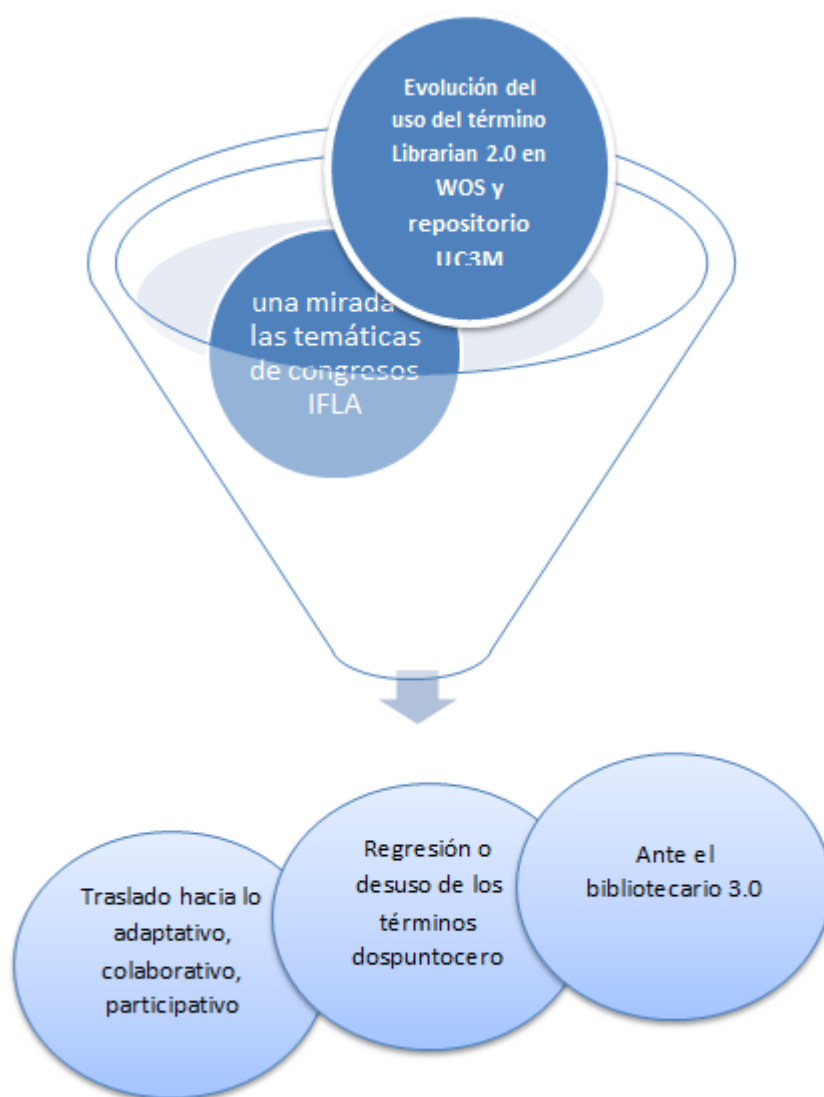 Evolución del
uso del término
Librarian 2.0 en
WOS y
repositorio
UC3M
una mirada
las temáticas
de congresos
IFLA
Traslado hacia lo
adaptativo,
colaborativo,
participativo
Regresión o
desuso de los
términos
dospuntocero
Ante el
bibliotecario 3.0